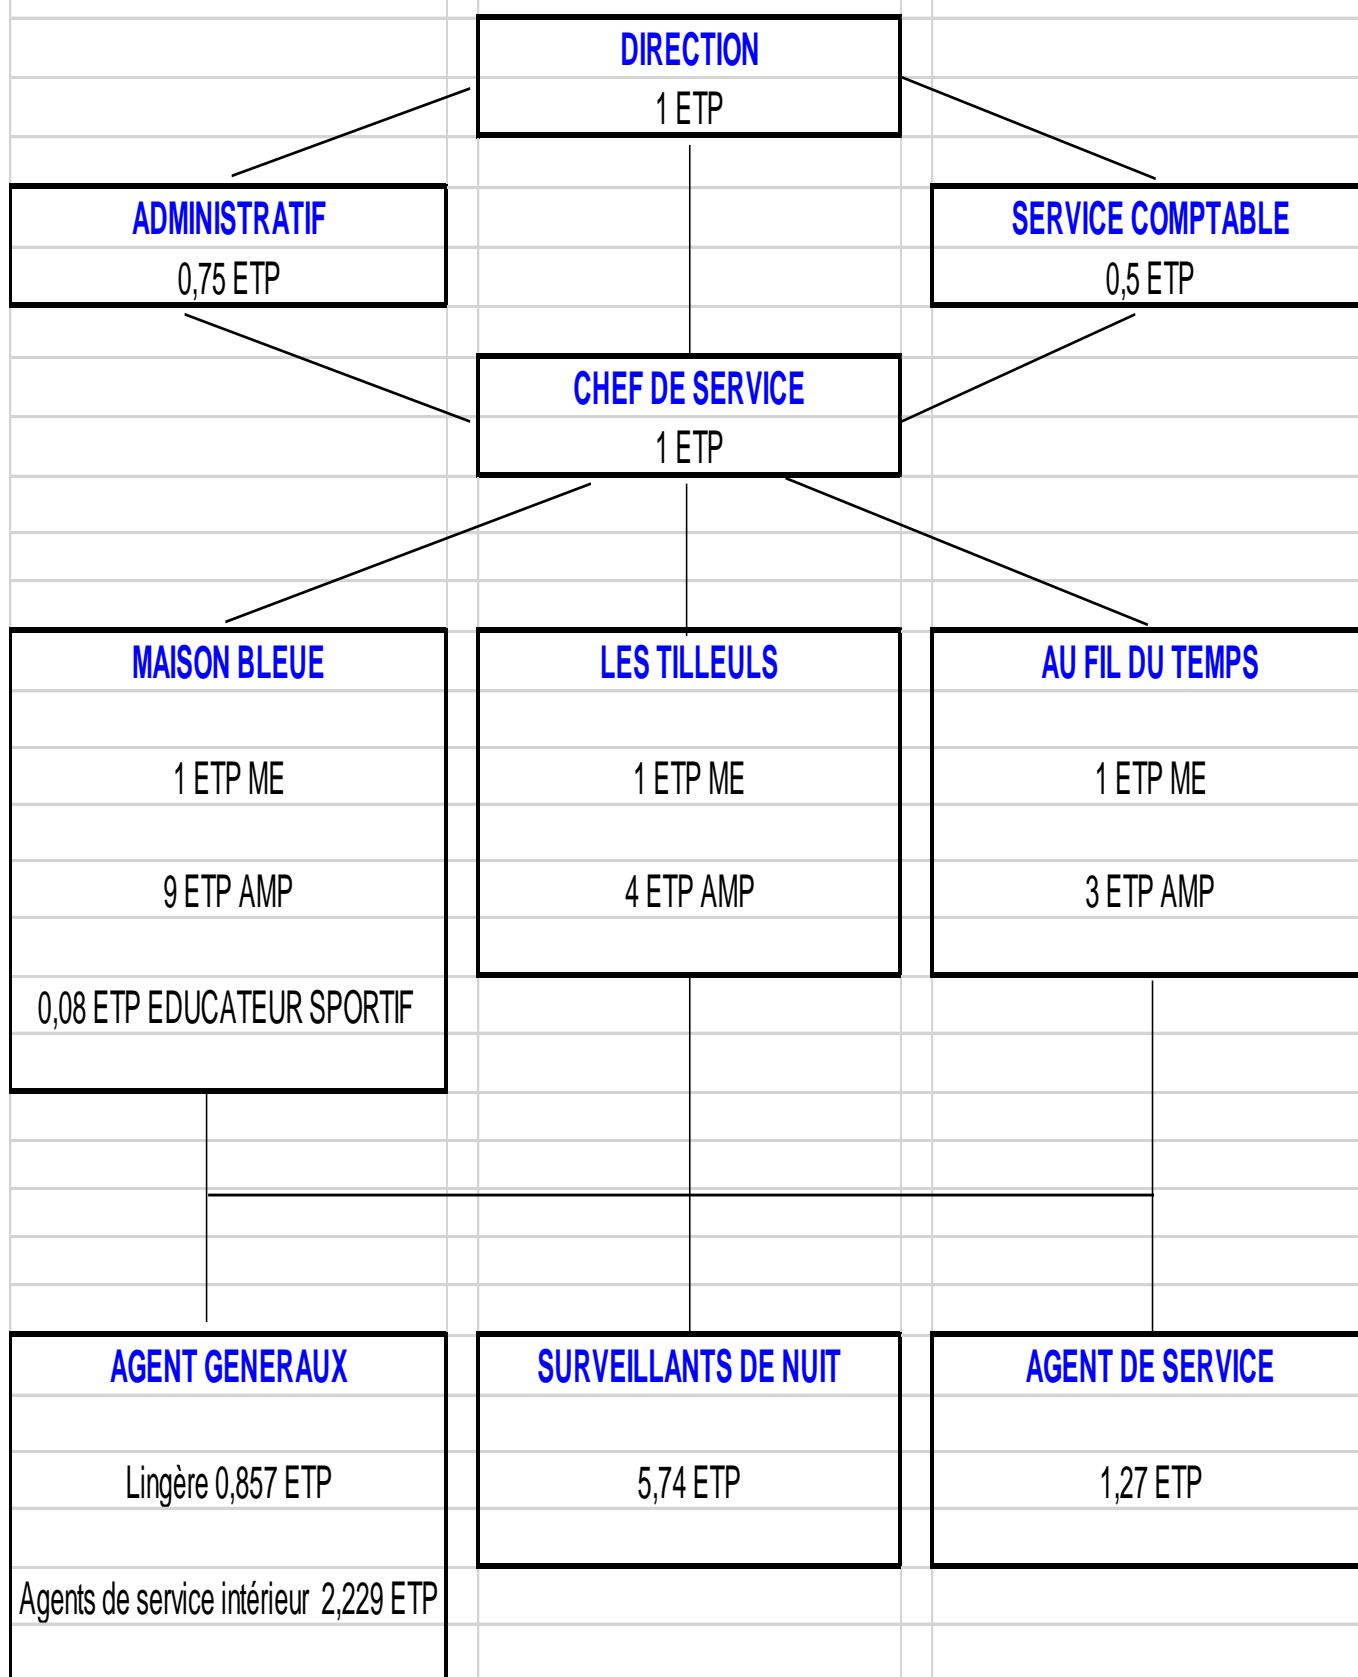 DIRECTION
1 ETP
ADMINISTRATIF
0,75 ETP
SERVICE COMPTABLE
0,5 ETP
CHEF DE SERVICE
1 ETP
MAISON BLEUE
1 ETP ME
9 ETP AMP
0,08 ETP EDUCATEUR SPORTIF
LES TILLEULS
1 ETP ME
4 ETP AMP
AU FIL DU TEMPS
1 ETP ME
3 ETP AMP
AGENT GENERAUX
Lingère 0,857 ETP
Agents de service intérieur 2,229 ETP
SURVEILLANTS DE NUIT
5,74 ETP
AGENT DE SERVICE
1,27 ETP